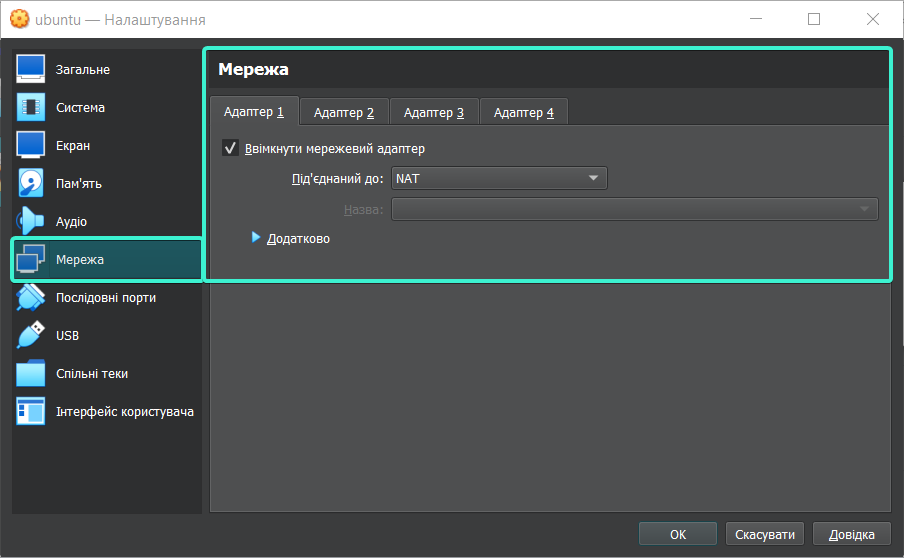 ubuntu — Налаштування
Загальне
Система
Екран
Пам'ять
Аудіо
Мережа
Послідовні порти
USB
Спільні теки
Інтерфейс користувача
Мережа
Адаптер 1
Адаптер 2
Адаптер 3
Адаптер 4
Ввімкнути мережевий адаптер
Під'єднаний до: NAT
Назва:
Додатково
OK
Скасувати
Довідка